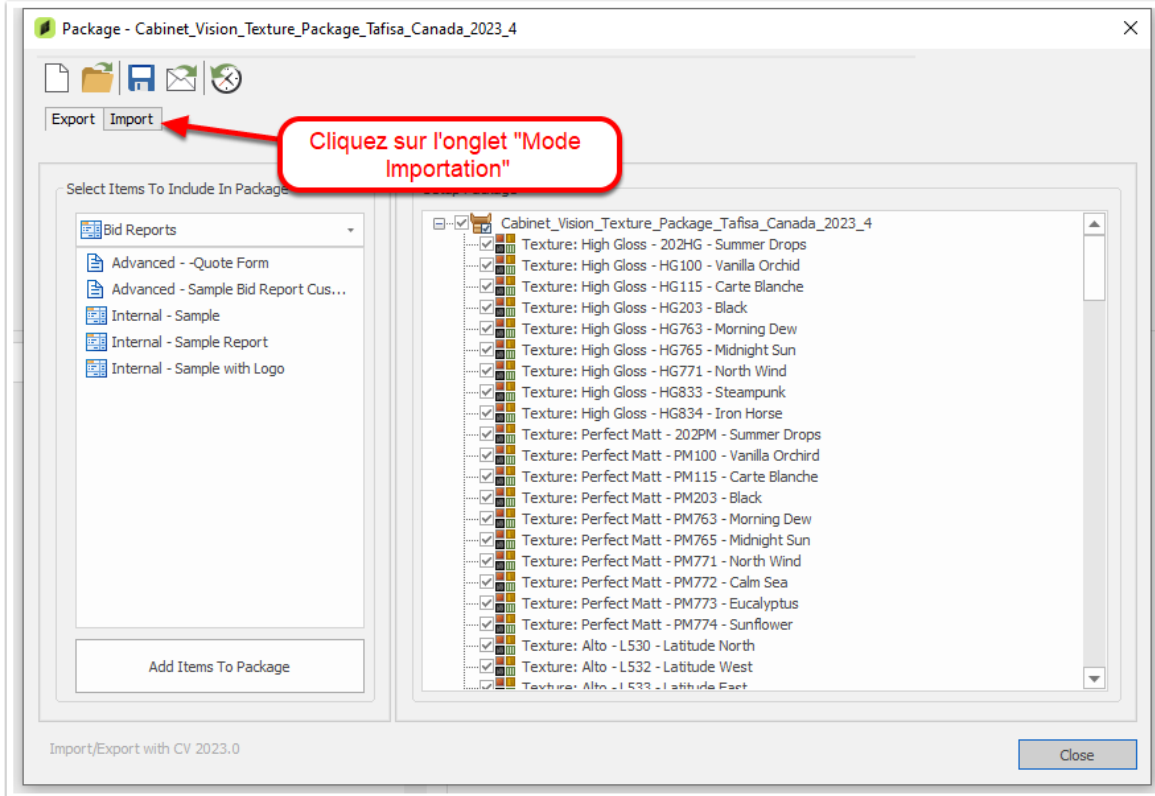 Package - Cabinet_Vision_Texture_Package_Tafisa_Canada_2023_4
Export
Import
Cliquez sur l'onglet "Mode
Importation"
Select Items To Include In Package
Bid Reports
Advanced - -Quote Form
Advanced - Sample Bid Report Cus...
Internal - Sample
Internal - Sample Report
Internal - Sample with Logo
Add Items To Package
Cabinet_Vision_Texture_Package_Tafisa_Canada_2023_4
Texture: High Gloss - 202HG - Summer Drops
Texture: High Gloss - HG100 - Vanilla Orchid
Texture: High Gloss - HG115 - Carte Blanche
Texture: High Gloss - HG203 - Black
Texture: High Gloss - HG763 - Morning Dew
Texture: High Gloss - HG765 - Midnight Sun
Texture: High Gloss - HG771 - North Wind
Texture: High Gloss - HG833 - Steampunk
Texture: High Gloss - HG834 - Iron Horse
Texture: Perfect Matt - 202PM - Summer Drops
Texture: Perfect Matt - PM100 - Vanilla Orchird
Texture: Perfect Matt - PM115 - Carte Blanche
Texture: Perfect Matt - PM203 - Black
Texture: Perfect Matt - PM763 - Morning Dew
Texture: Perfect Matt - PM765 - Midnight Sun
Texture: Perfect Matt - PM771 - North Wind
Texture: Perfect Matt - PM772 - Calm Sea
Texture: Perfect Matt - PM773 - Eucalyptus
Texture: Perfect Matt - PM774 - Sunflower
Texture: Alto - L530 - Latitude North
Texture: Alto - L532 - Latitude West
Texture: Alto - L533 - Latitude East
Import/Export with CV 2023.0
Close